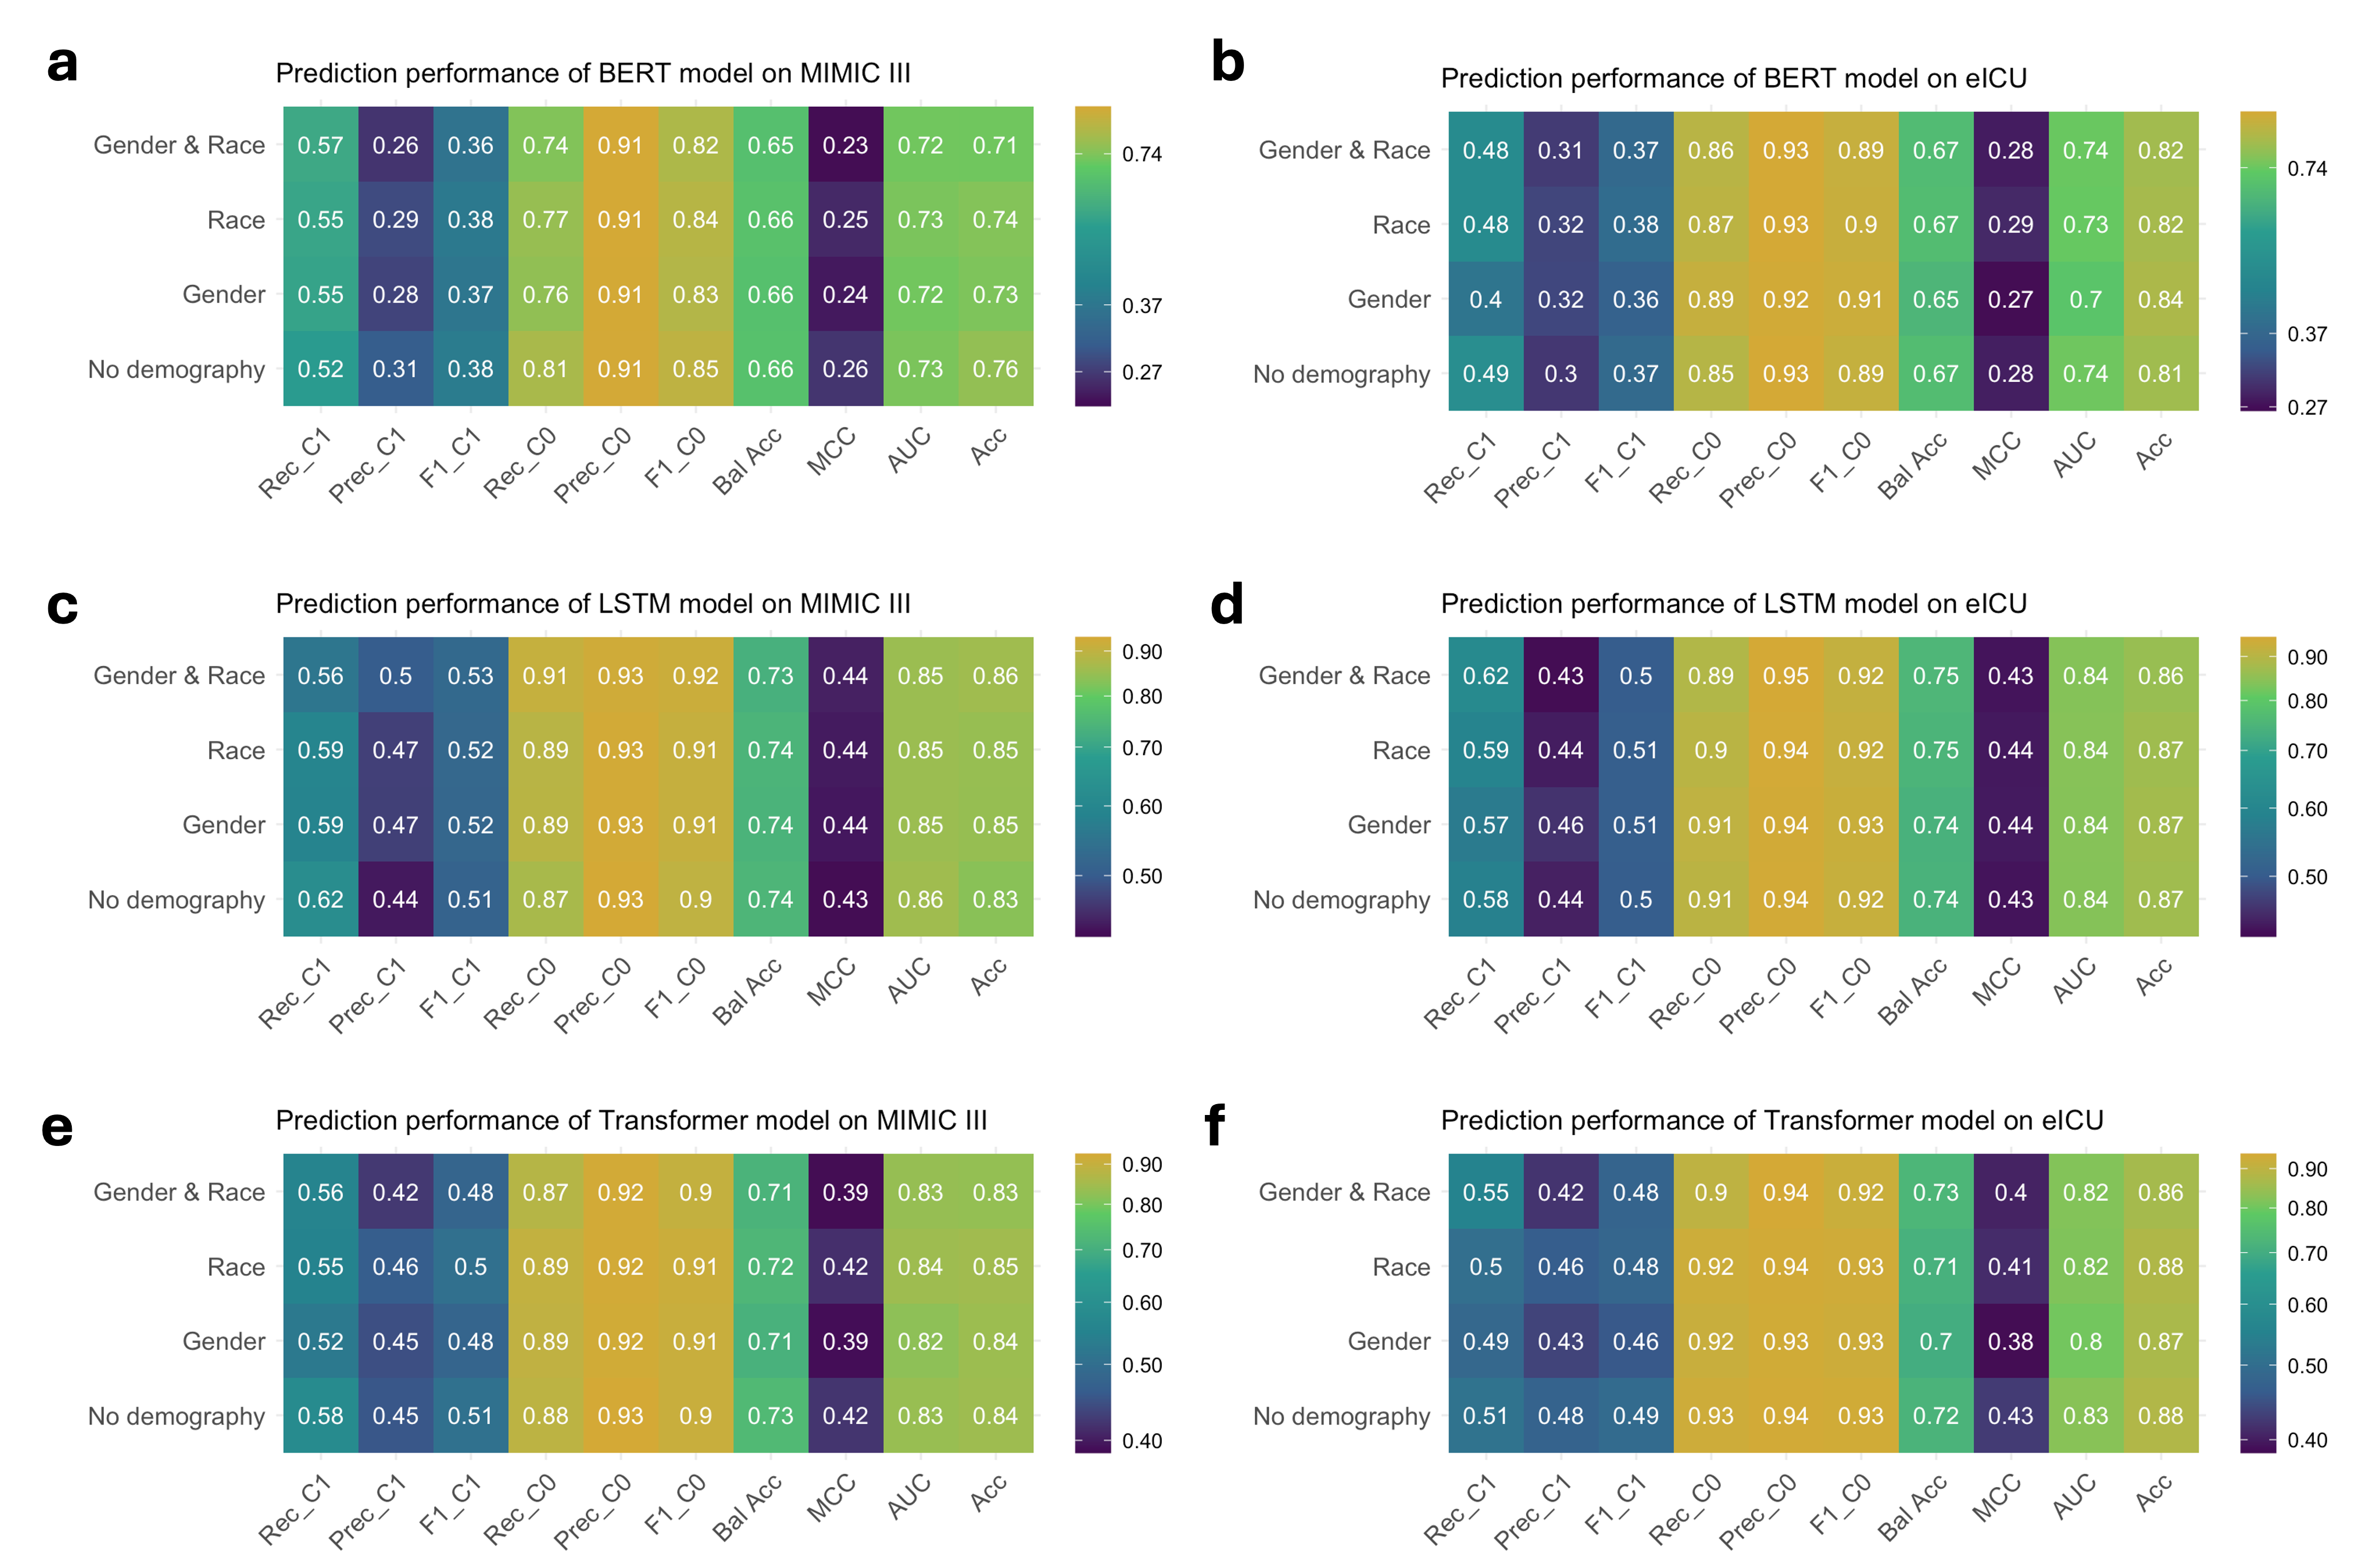 a
Prediction performance of BERT model on MIMIC III
Gender & Race 0.57 0.26 0.36 0.74 0.91 0.82 0.65 0.23 0.72 0.71
Race 0.55 0.29 0.38 0.77 0.91 0.84 0.66 0.25 0.73 0.74
Gender 0.55 0.28 0.37 0.76 0.91 0.83 0.66 0.24 0.72 0.73
No demography 0.52 0.31 0.38 0.81 0.91 0.85 0.66 0.26 0.73 0.76
Rec_C1 Prec_C1 F1_C1 Rec_C0 Prec_C0 F1_C0 Bal Acc MCC AUC Acc
0.74
0.37
0.27
b
Prediction performance of BERT model on eICU
Gender & Race 0.48 0.31 0.37 0.86 0.93 0.89 0.67 0.28 0.74 0.82
Race 0.48 0.32 0.38 0.87 0.93 0.9 0.67 0.29 0.73 0.82
Gender 0.4 0.32 0.36 0.89 0.92 0.91 0.65 0.27 0.7 0.84
No demography 0.49 0.3 0.37 0.85 0.93 0.89 0.67 0.28 0.74 0.81
Rec_C1 Prec_C1 F1_C1 Rec_C0 Prec_C0 F1_C0 Bal Acc MCC AUC Acc
0.74
0.37
0.27
c
Prediction performance of LSTM model on MIMIC III
Gender & Race 0.56 0.5 0.53 0.91 0.93 0.92 0.73 0.44 0.85 0.86
Race 0.59 0.47 0.52 0.89 0.93 0.91 0.74 0.44 0.85 0.85
Gender 0.59 0.47 0.52 0.89 0.93 0.91 0.74 0.44 0.85 0.85
No demography 0.62 0.44 0.51 0.87 0.93 0.9 0.74 0.43 0.86 0.83
Rec_C1 Prec_C1 F1_C1 Rec_C0 Prec_C0 F1_C0 Bal Acc MCC AUC Acc
0.90
0.80
0.70
0.60
0.50
d
Prediction performance of LSTM model on eICU
Gender & Race 0.62 0.43 0.5 0.89 0.95 0.92 0.75 0.43 0.84 0.86
Race 0.59 0.44 0.51 0.9 0.94 0.92 0.75 0.44 0.84 0.87
Gender 0.57 0.46 0.51 0.91 0.94 0.93 0.74 0.44 0.84 0.87
No demography 0.58 0.44 0.5 0.91 0.94 0.92 0.74 0.43 0.84 0.87
Rec_C1 Prec_C1 F1_C1 Rec_C0 Prec_C0 F1_C0 Bal Acc MCC AUC Acc
0.90
0.80
0.70
0.60
0.50
e
Prediction performance of Transformer model on MIMIC III
Gender & Race 0.56 0.42 0.48 0.87 0.92 0.9 0.71 0.39 0.83 0.83
Race 0.55 0.46 0.5 0.89 0.92 0.91 0.72 0.42 0.84 0.85
Gender 0.52 0.45 0.48 0.89 0.92 0.91 0.71 0.39 0.82 0.84
No demography 0.58 0.45 0.51 0.88 0.93 0.9 0.73 0.42 0.83 0.84
Rec_C1 Prec_C1 F1_C1 Rec_C0 Prec_C0 F1_C0 Bal Acc MCC AUC Acc
0.90
0.80
0.70
0.60
0.50
0.40
f
Prediction performance of Transformer model on eICU
Gender & Race 0.55 0.42 0.48 0.9 0.94 0.92 0.73 0.4 0.82 0.86
Race 0.5 0.46 0.48 0.92 0.94 0.93 0.71 0.41 0.82 0.88
Gender 0.49 0.43 0.46 0.92 0.93 0.93 0.7 0.38 0.8 0.87
No demography 0.51 0.48 0.49 0.93 0.94 0.93 0.72 0.43 0.83 0.88
Rec_C1 Prec_C1 F1_C1 Rec_C0 Prec_C0 F1_C0 Bal Acc MCC AUC Acc
0.90
0.80
0.70
0.60
0.50
0.40